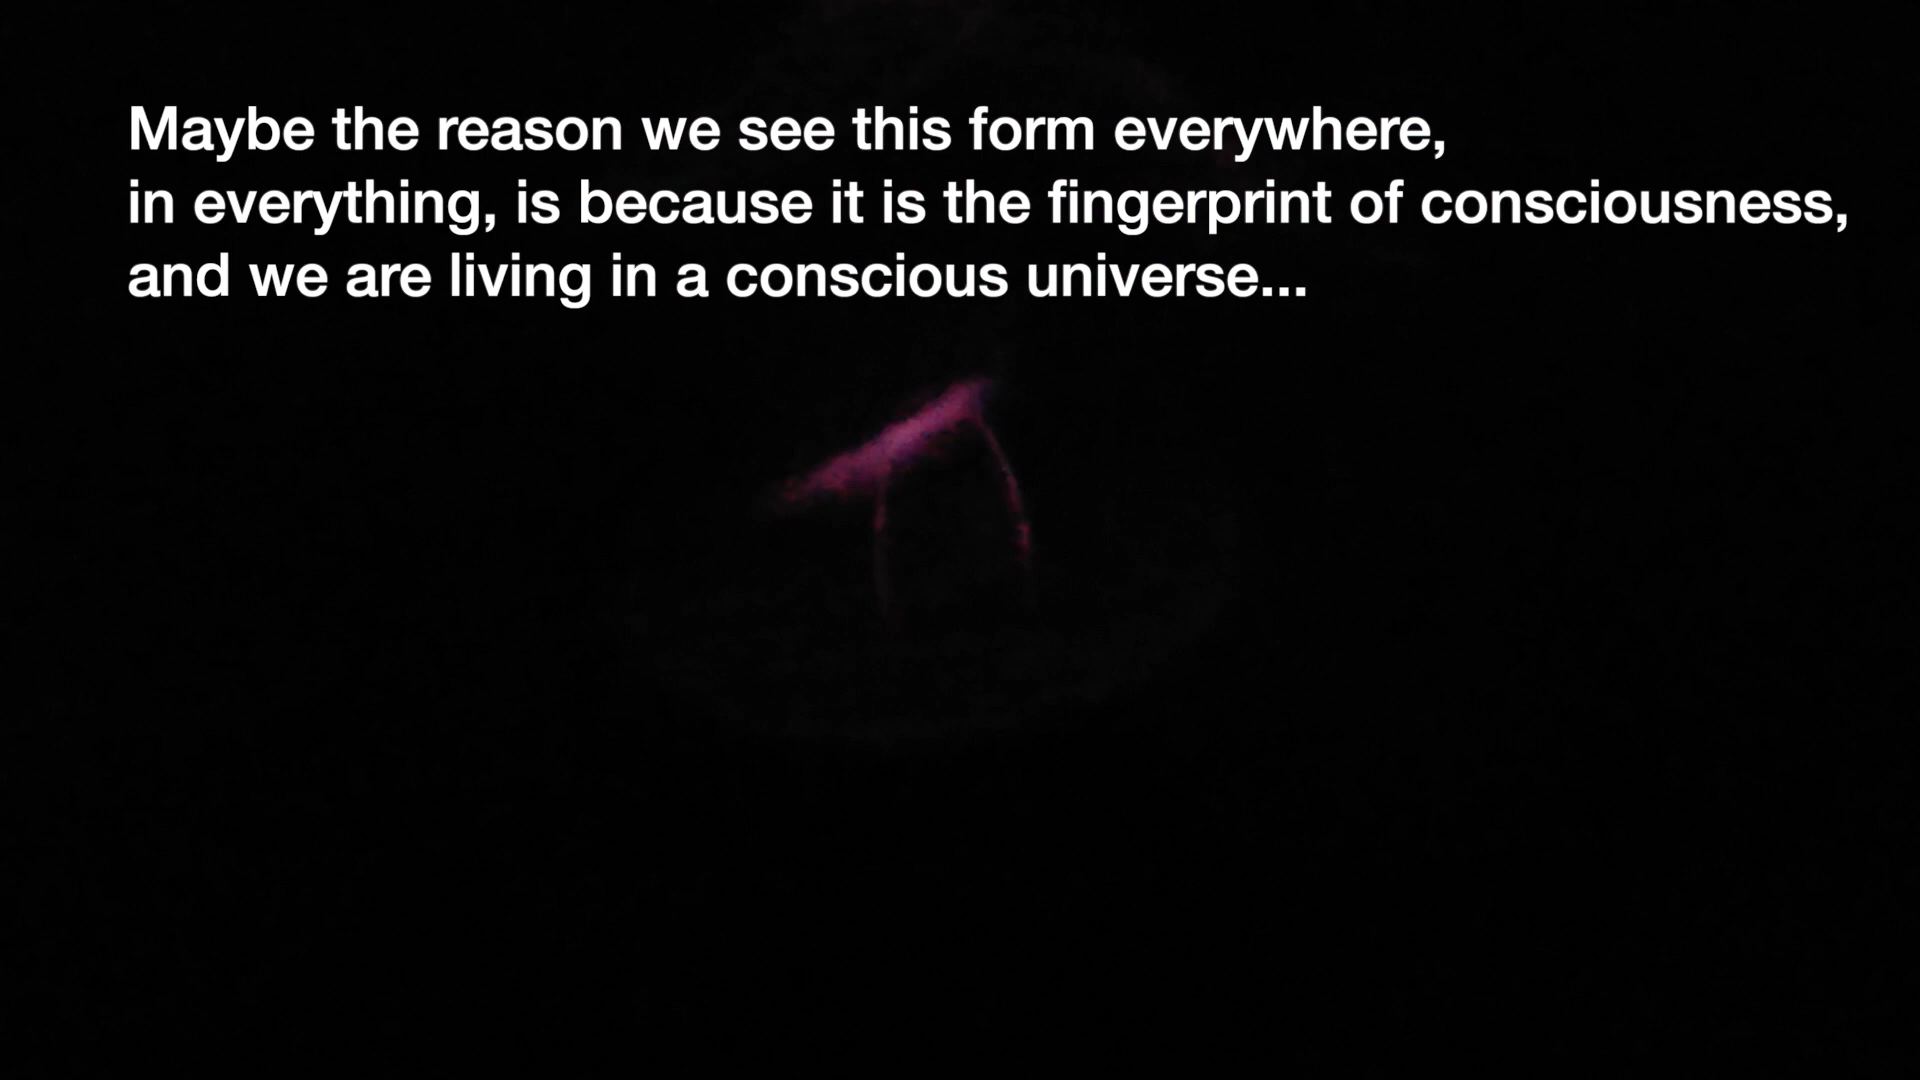 Maybe the reason we see this form everywhere,
in everything, is because it is the fingerprint of consciousness,
and we are living in a conscious universe...